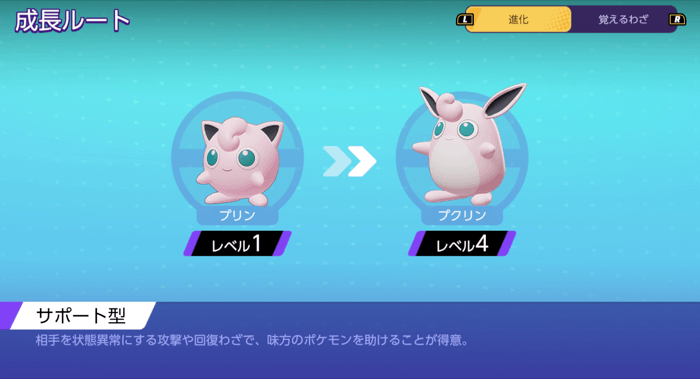 成長ルート
L
進化
覚えるわざ
R
プリン
プクリン
レベル1
レベル4
サポート型
相手を状態異常にする攻撃や回復わざで、味方のポケモンを助けることが得意。